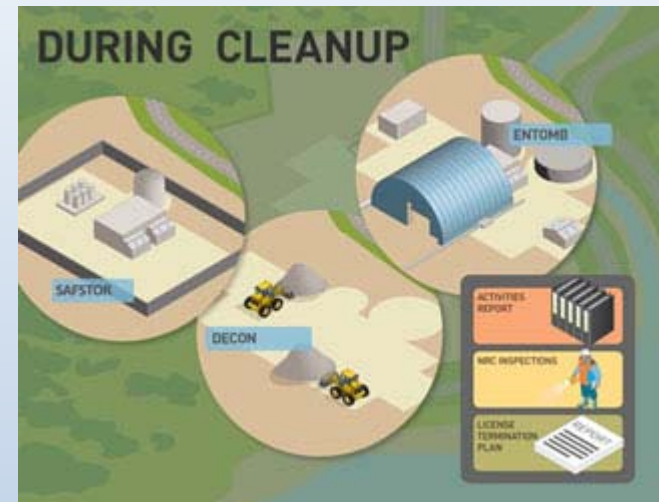 DURING CLEANUP
ENTOMB
SAFSTOR
DECON
ACTIVITIES
REPORT
NRC INSPECTIONS
LICENSE
TERMINATION
PLAN
REPORT